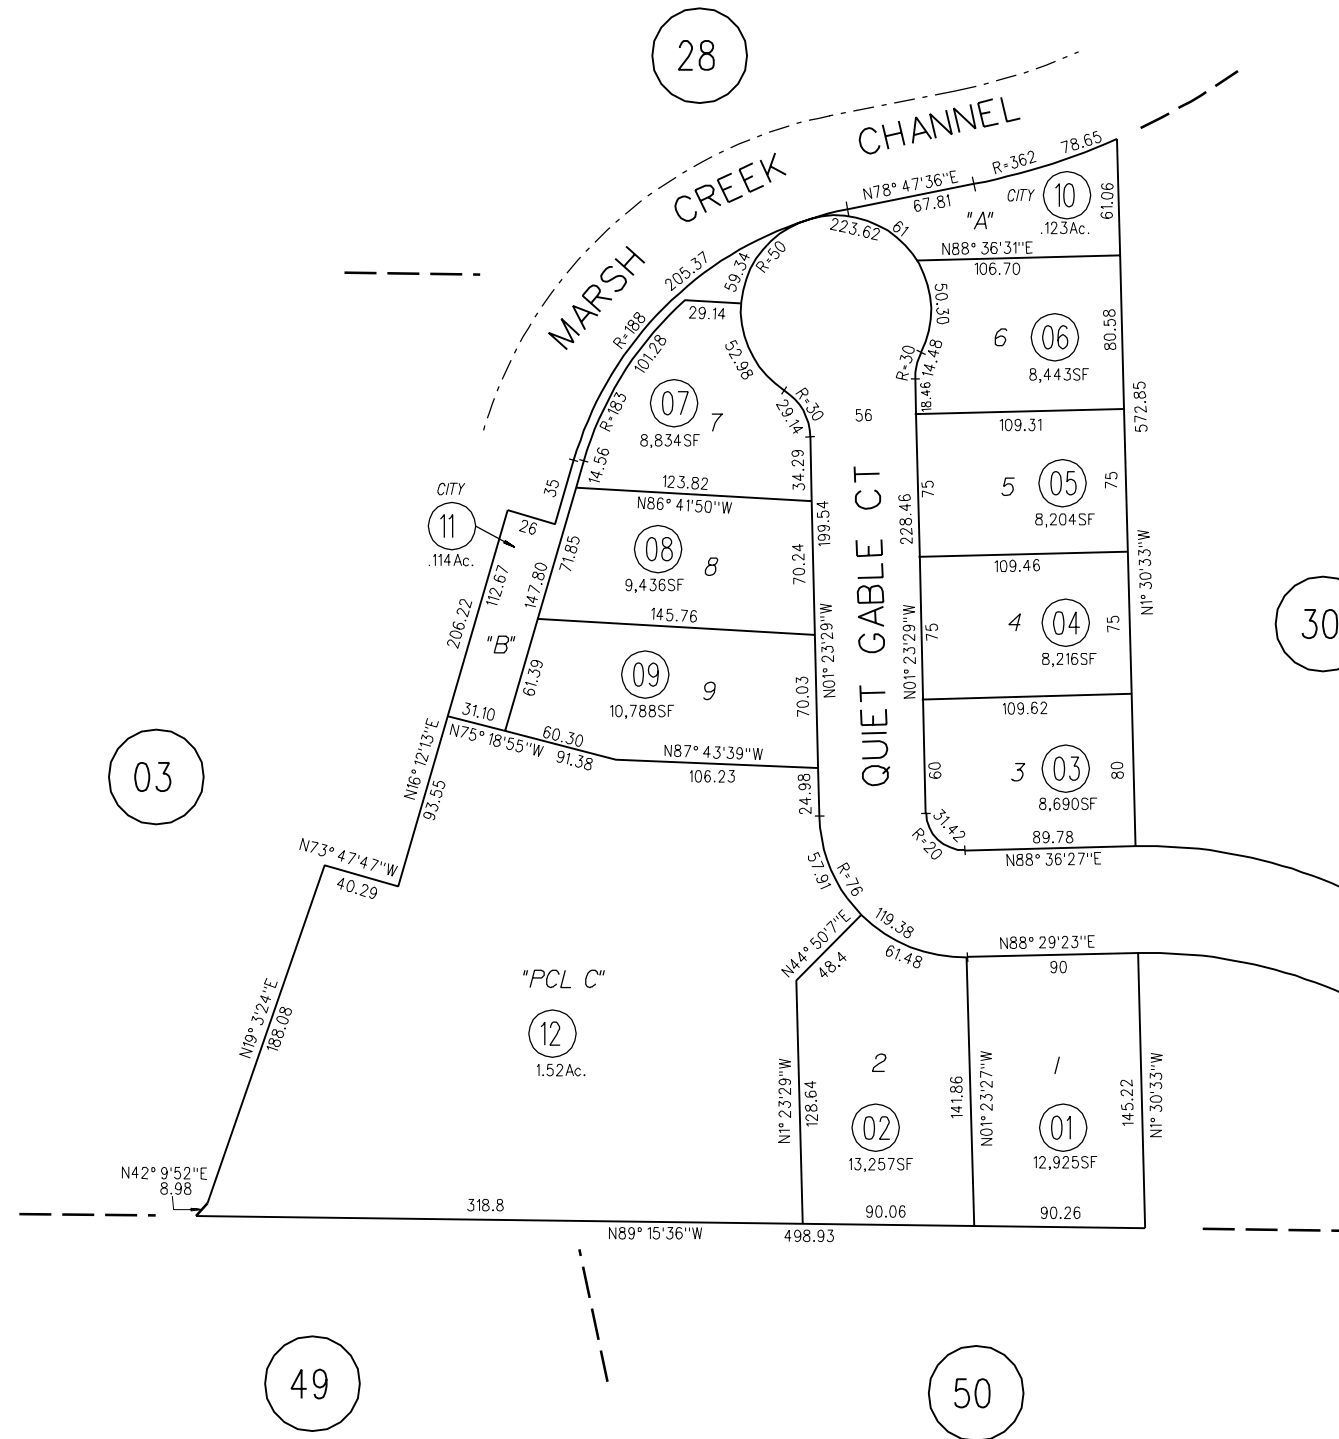 28
MARSH CREEK CHANNEL
N78° 47'36"E
67.81
R=362
78.65
CITY
10
.123Ac.
"A"
61.06
N88° 36'31"E
106.70
223.62
61
R=50
59.34
205.37
R=188
101.28
R=183
29.14
52.98
R=30
29.14
50.30
14.48
R=30
18.46
56
6
06
8,443SF
80.58
572.85
109.31
07
7
8,834SF
14.56
34.29
123.82
N86° 41'50"W
199.54
35
CITY
11
.114Ac.
26
5
05
8,204SF
75
75
228.46
109.46
08
8
9,436SF
71.85
70.24
147.80
112.67
206.22
"B"
145.76
N01° 23'29"W
N01° 23'29"W
QUIET GABLE CT
4
04
8,216SF
75
75
N1° 30'33"W
109.62
30
09
9
10,788SF
61.39
70.03
31.10
N75° 18'55"W
60.30
91.38
N87° 43'39"W
106.23
3
03
8,690SF
60
80
24.98
31.42
R=20
89.78
N88° 36'27"E
03
N16° 12'13"E
93.55
N73° 47'47"W
40.29
57.91
R=76
119.38
61.48
N44° 50'7"E
48.4
N88° 29'23"E
90
"PCL C"
12
1.52Ac.
N19° 3'24"E
188.08
2
02
13,257SF
N1° 23'29"W
128.64
141.86
N01° 23'27"W
1
01
12,925SF
145.22
N1° 30'33"W
N42° 9'52"E
8.98
318.8
90.06
90.26
N89° 15'36"W
498.93
49
50